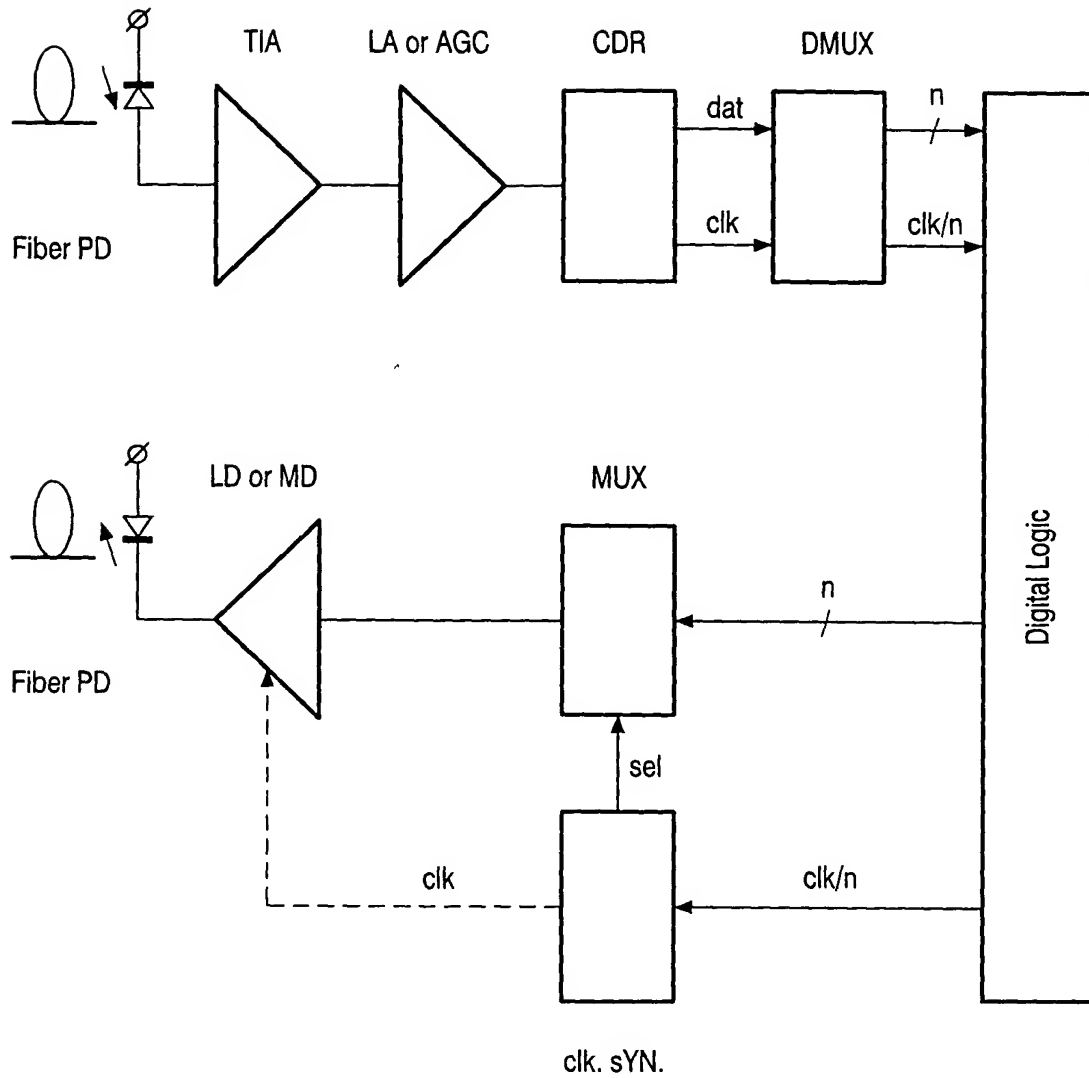 TIA
LA or AGC
CDR
DMUX
dat
n
clk
clk/n
Fiber PD
LD or MD
MUX
n
Digital Logic
Fiber PD
sel
clk
clk/n
clk. sYN.